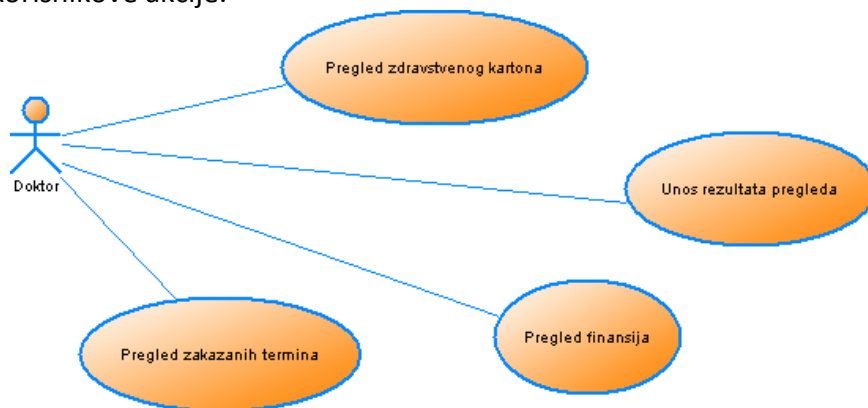 korisnikove akcije.
Pregled zdravstvenog kartona
Doktor
Unos rezultata pregleda
Pregled finansija
Pregled zakazanih termina